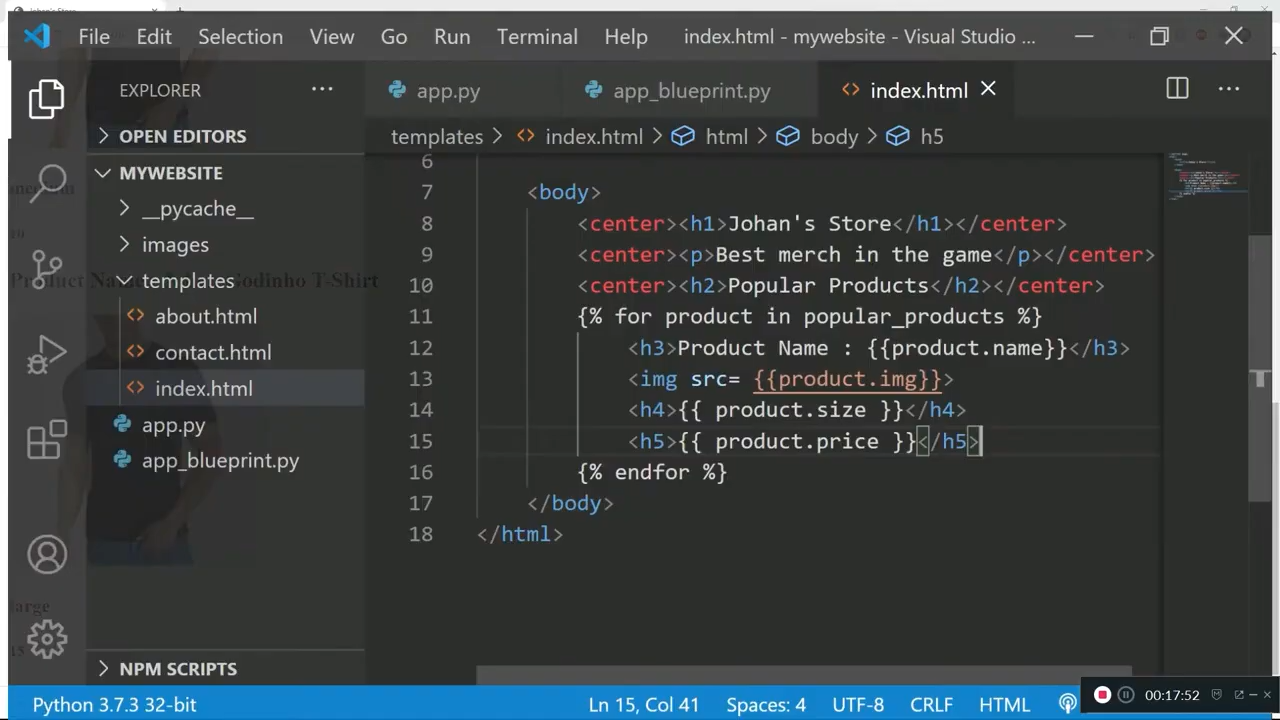 File Edit Selection View Go Run Terminal Help index.html - mywebsite - Visual Studio ...
EXPLORER ...
app.py app_blueprint.py index.html
OPEN EDITORS
templates > index.html > html > body > h5
MYWEBSITE
__pycache__
images
templates
about.html
contact.html
index.html
app.py
app_blueprint.py
NPM SCRIPTS
6
7 <body>
8 <center><h1>Johan's Store</h1></center>
9 <center><p>Best merch in the game</p></center>
10 <center><h2>Popular Products</h2></center>
11 {% for product in popular_products %}
12 <h3>Product Name : {{product.name}}</h3>
13 <img src= {{product.img}}>
14 <h4>{{ product.size }}</h4>
15 <h5>{{ product.price }}</h5>
16 {% endfor %}
17 </body>
18 </html>
Product Name Godinho T-Shirt
large
15
Python 3.7.3 32-bit Ln 15, Col 41 Spaces: 4 UTF-8 CRLF HTML
00:17:52